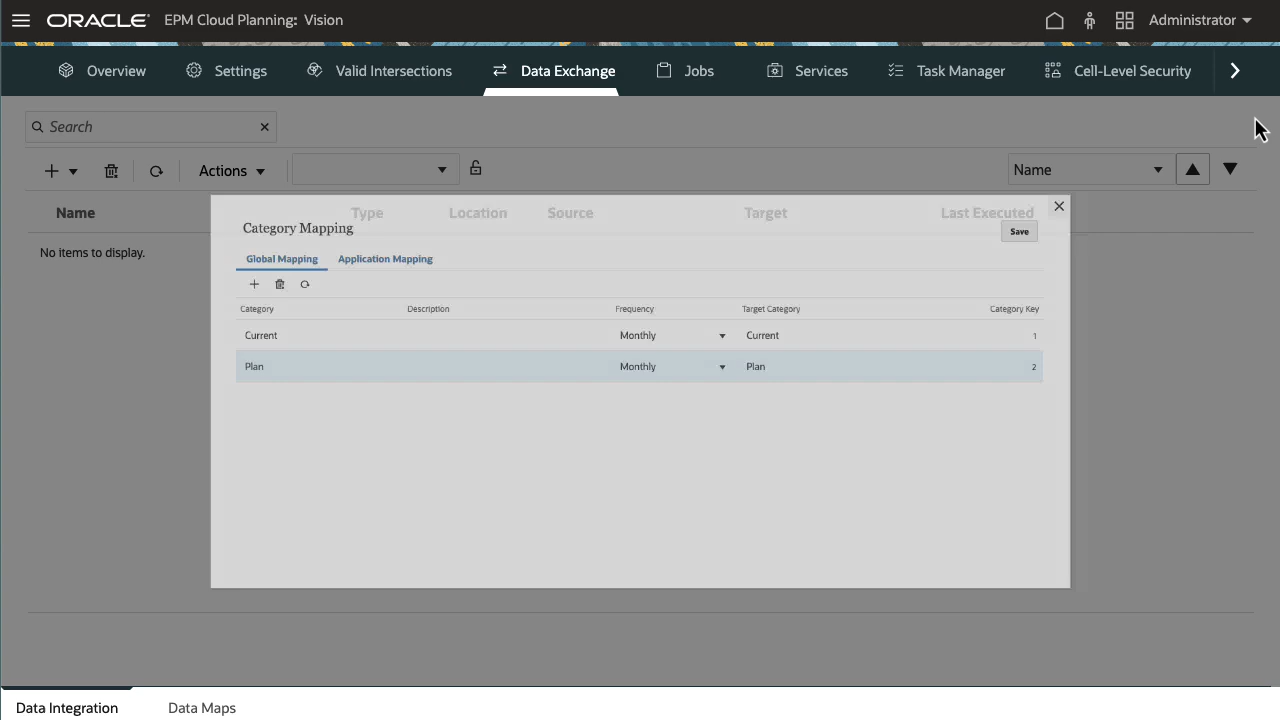 ORACLE EPM Cloud Planning: Vision Administrator
Overview Settings Valid Intersections Data Exchange Jobs Services Task Manager Cell-Level Security
Search
Actions Name
Name Type Location Source Target Last Executed
No items to display.
Category Mapping
Save
Global Mapping Application Mapping
Category Description Frequency Target Category Category Key
Current Monthly Current 1
Plan Monthly Plan 2
Data Integration Data Maps